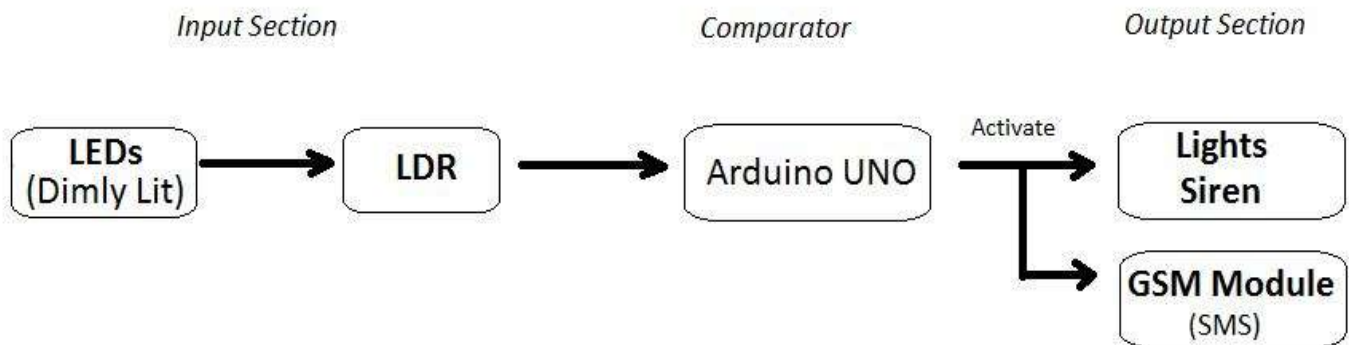 Input Section
Comparator
Output Section
LEDs
(Dimly Lit)
LDR
Arduino UNO
Activate
Lights
Siren
GSM Module
(SMS)